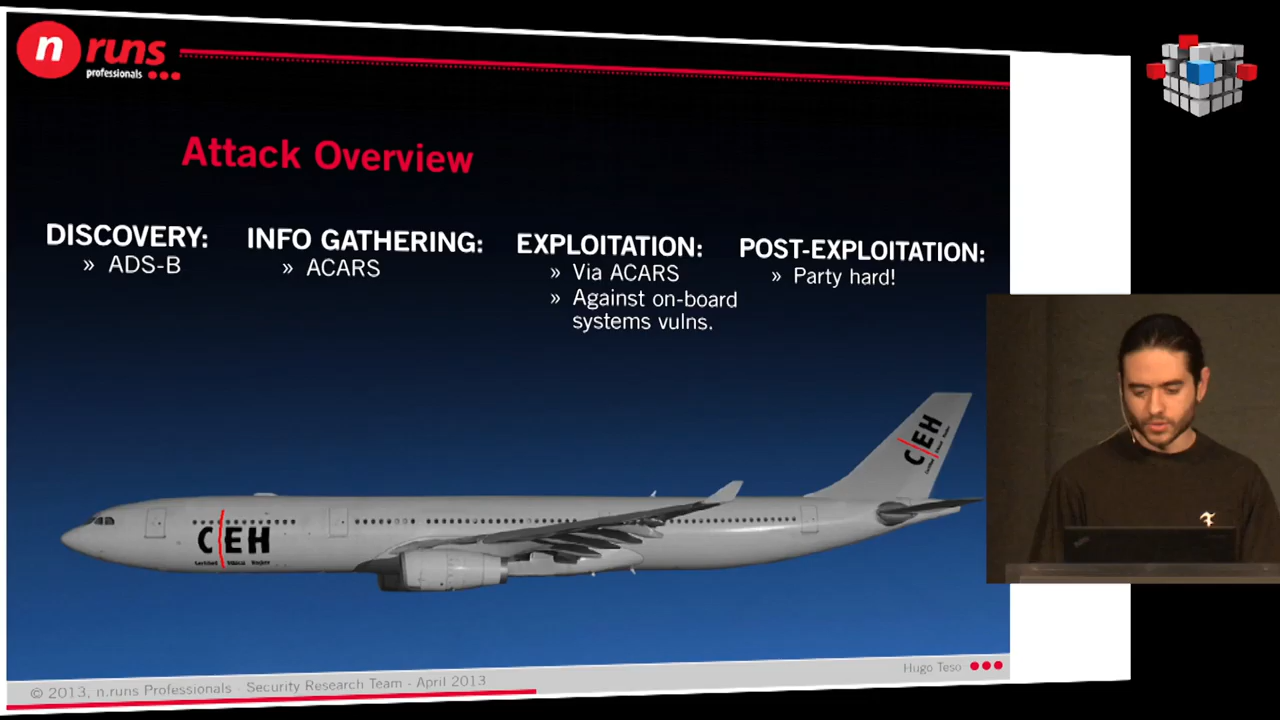 n runs
professionals
Attack Overview
DISCOVERY:
» ADS-B
INFO GATHERING:
» ACARS
EXPLOITATION:
» Via ACARS
» Against on-board
systems vulns.
POST-EXPLOITATION:
» Party hard!
CEH
CEH
© 2013, n.runs Professionals - Security Research Team - April 2013
Hugo Teso